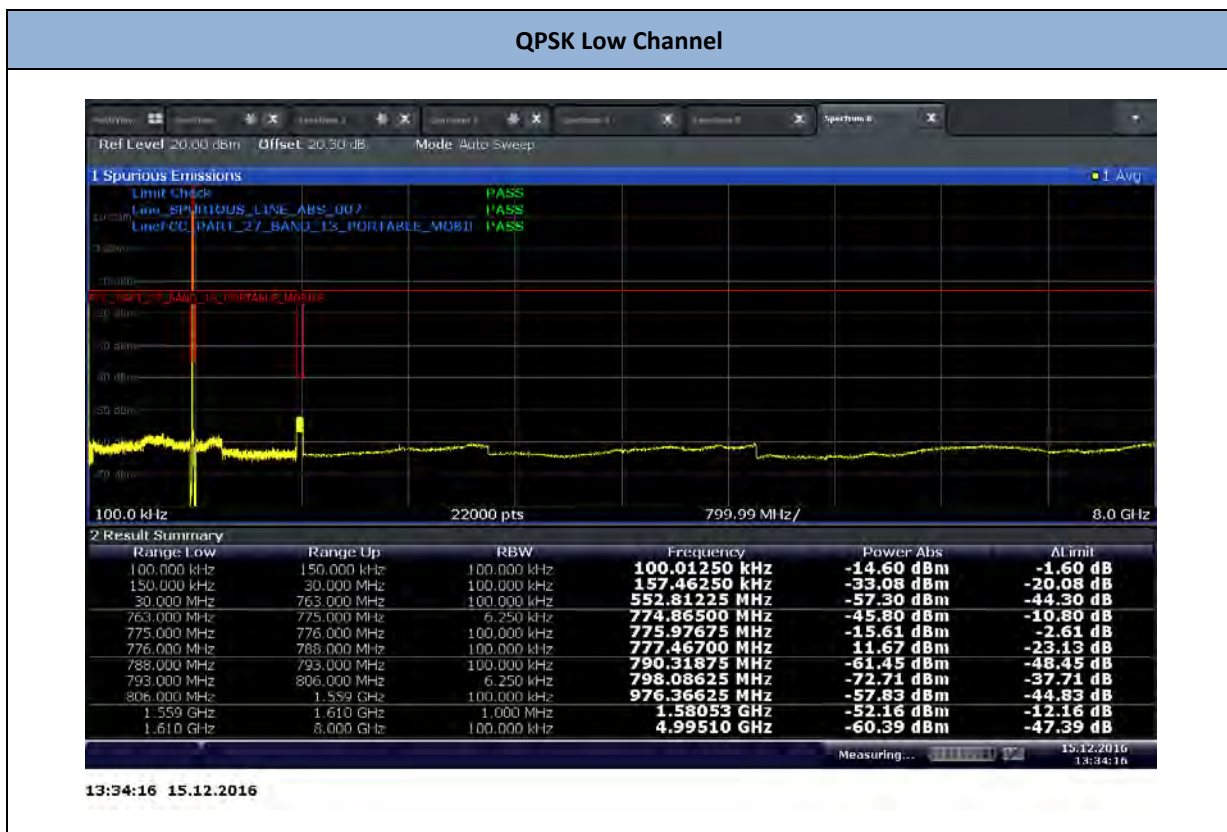 QPSK Low Channel
Spectrum 6
Ref Level 20.00 dBm Offset 20.30 dB Mode Auto Sweep
1 Spurious Emissions 1 Avg
Limit Check PASS
Line _SPURIOUS_LINE_ABS_007 PASS
LineFCC_PART_27_BAND_13_PORTABLE_MOBIL PASS
100.0 kHz 22000 pts 799.99 MHz/ 8.0 GHz
2 Result Summary
Range Low Range Up RBW Frequency Power Abs ΔLimit
100.000 kHz 150.000 kHz 100.000 kHz 100.01250 kHz -14.60 dBm -1.60 dB
150.000 kHz 30.000 MHz 100.000 kHz 157.46250 kHz -33.08 dBm -20.08 dB
30.000 MHz 763.000 MHz 100.000 kHz 552.81225 MHz -57.30 dBm -44.30 dB
763.000 MHz 775.000 MHz 6.250 kHz 774.86500 MHz -45.80 dBm -10.80 dB
775.000 MHz 776.000 MHz 100.000 kHz 775.97675 MHz -15.61 dBm -2.61 dB
776.000 MHz 788.000 MHz 100.000 kHz 777.46700 MHz 11.67 dBm -23.13 dB
788.000 MHz 793.000 MHz 100.000 kHz 790.31875 MHz -61.45 dBm -48.45 dB
793.000 MHz 806.000 MHz 6.250 kHz 798.08625 MHz -72.71 dBm -37.71 dB
806.000 MHz 1.559 GHz 100.000 kHz 976.36625 MHz -57.83 dBm -44.83 dB
1.559 GHz 1.610 GHz 1.000 MHz 1.58053 GHz -52.16 dBm -12.16 dB
1.610 GHz 8.000 GHz 100.000 kHz 4.99510 GHz -60.39 dBm -47.39 dB
Measuring... 15.12.2016
13:34:16
13:34:16 15.12.2016